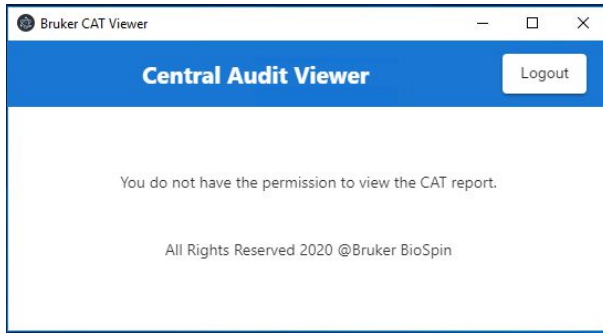 Bruker CAT Viewer
Central Audit Viewer
Logout
You do not have the permission to view the CAT report.
All Rights Reserved 2020 @Bruker BioSpin